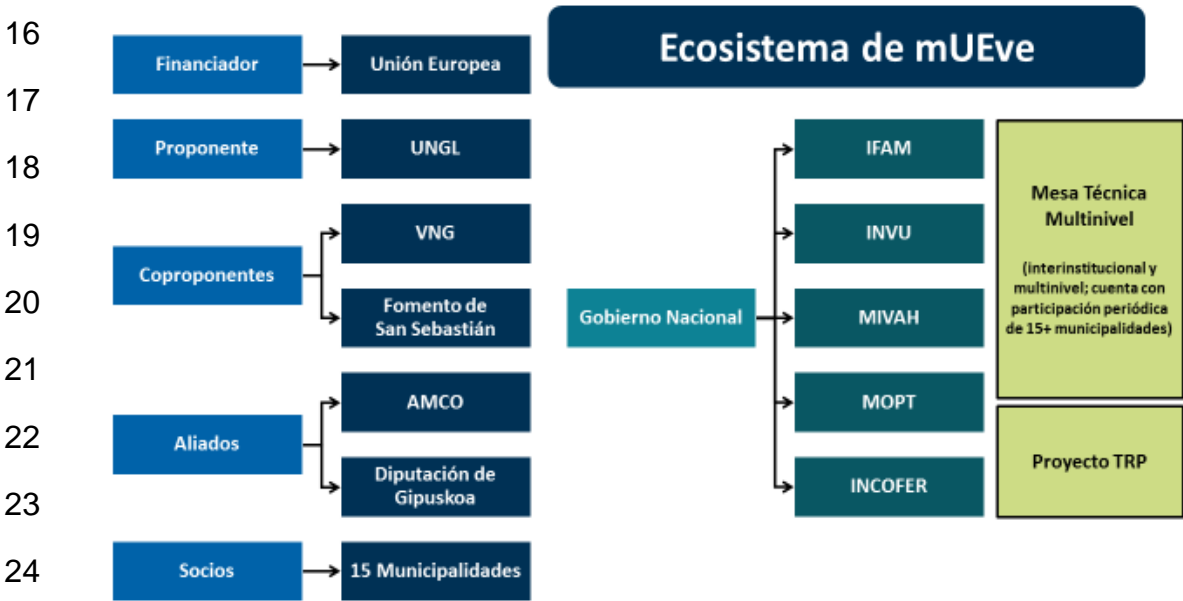 16
17
18
19
20
21
22
23
24
Ecosistema de mUEve
Financiador
Unión Europea
Proponente
UNGL
Coproponentes
VNG
Fomento de
San Sebastián
Aliados
AMCO
Diputación de
Gipuskoa
Socios
15 Municipalidades
Gobierno Nacional
IFAM
INVU
MIVAH
MOPT
INCOFER
Mesa Técnica
Multinivel
(interinstitucional y
multinivel; cuenta con
participación periódica
de 15+ municipalidades)
Proyecto TRP